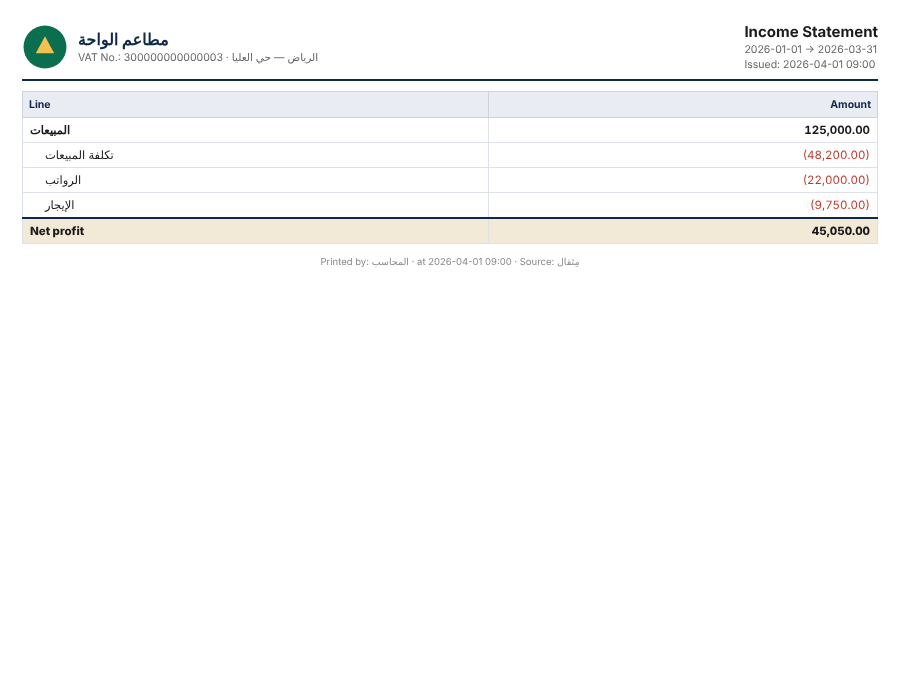 مطاعم الواحة
VAT No.: 300000000000003 · الرياض — حي العليا
Income Statement
2026-01-01 → 2026-03-31
Issued: 2026-04-01 09:00
Line Amount
المبيعات 125,000.00
تكلفة المبيعات (48,200.00)
الرواتب (22,000.00)
الإيجار (9,750.00)
Net profit 45,050.00
Printed by: المحاسب · at 2026-04-01 09:00 · Source: مِثقال